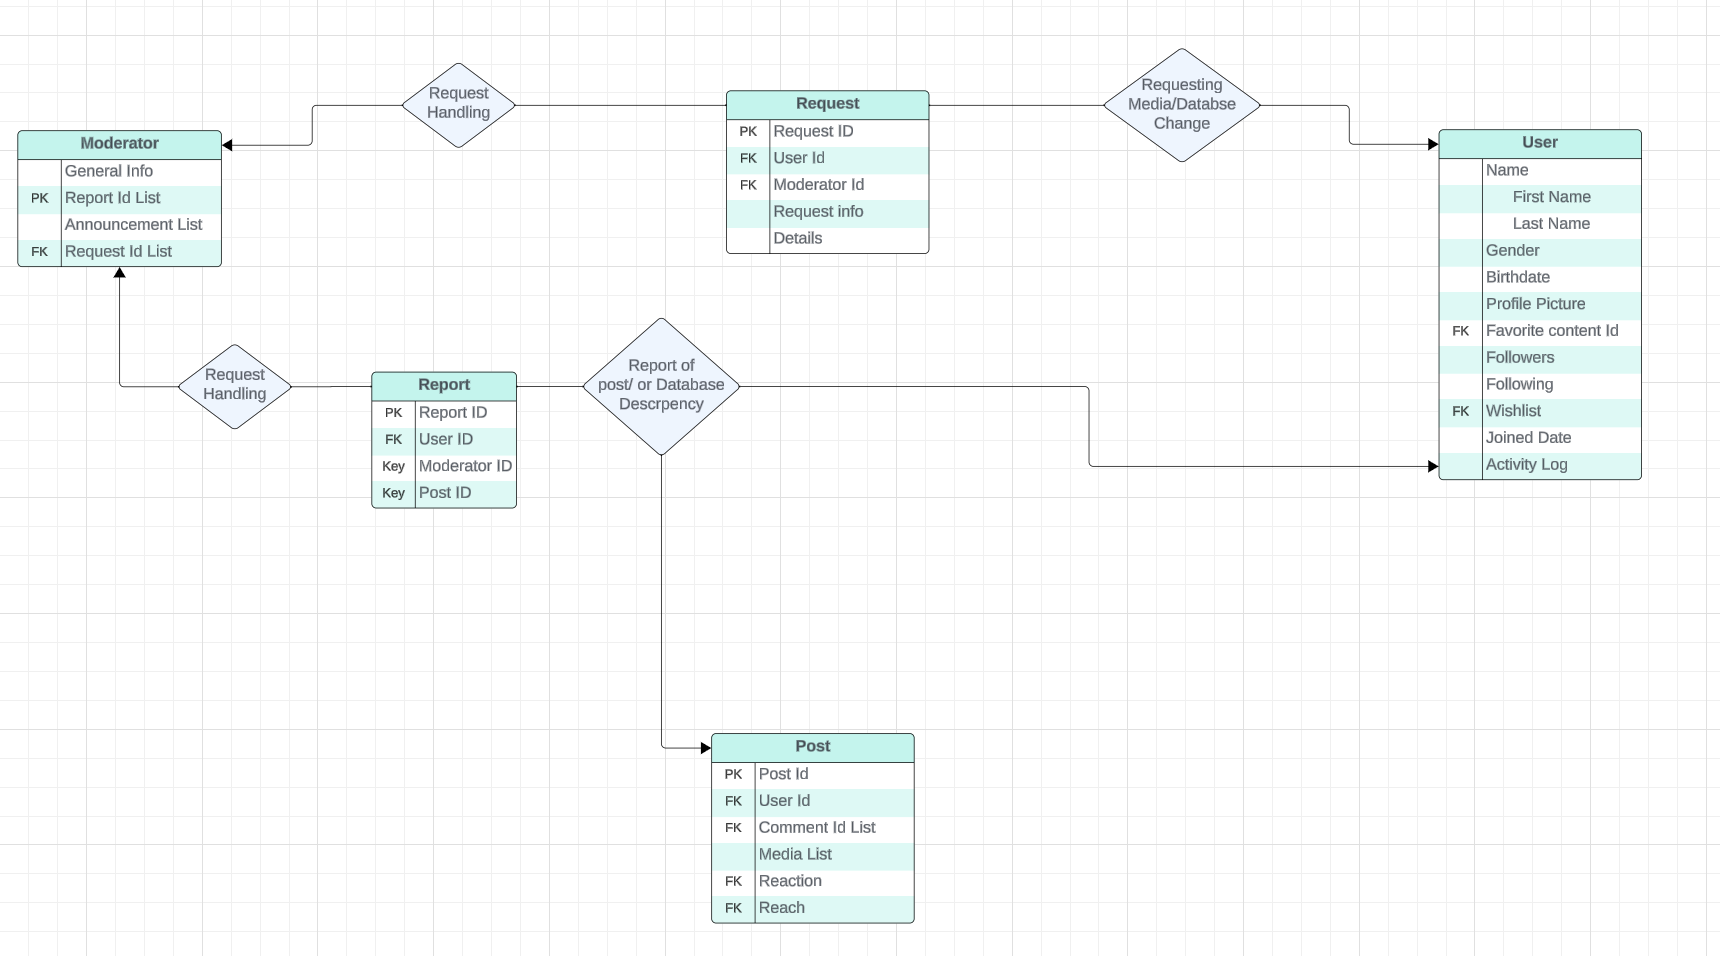 Request
Handling
Requesting
Media/Databse
Change
Request
PK Request ID
FK User Id
FK Moderator Id
Request info
Details
Moderator
General Info
PK Report Id List
Announcement List
FK Request Id List
User
Name
First Name
Last Name
Gender
Birthdate
Profile Picture
FK Favorite content Id
Followers
Following
FK Wishlist
Joined Date
Activity Log
Request
Handling
Report
PK Report ID
FK User ID
Key Moderator ID
Key Post ID
Report of
post/ or Database
Descrpency
Post
PK Post Id
FK User Id
FK Comment Id List
Media List
FK Reaction
FK Reach